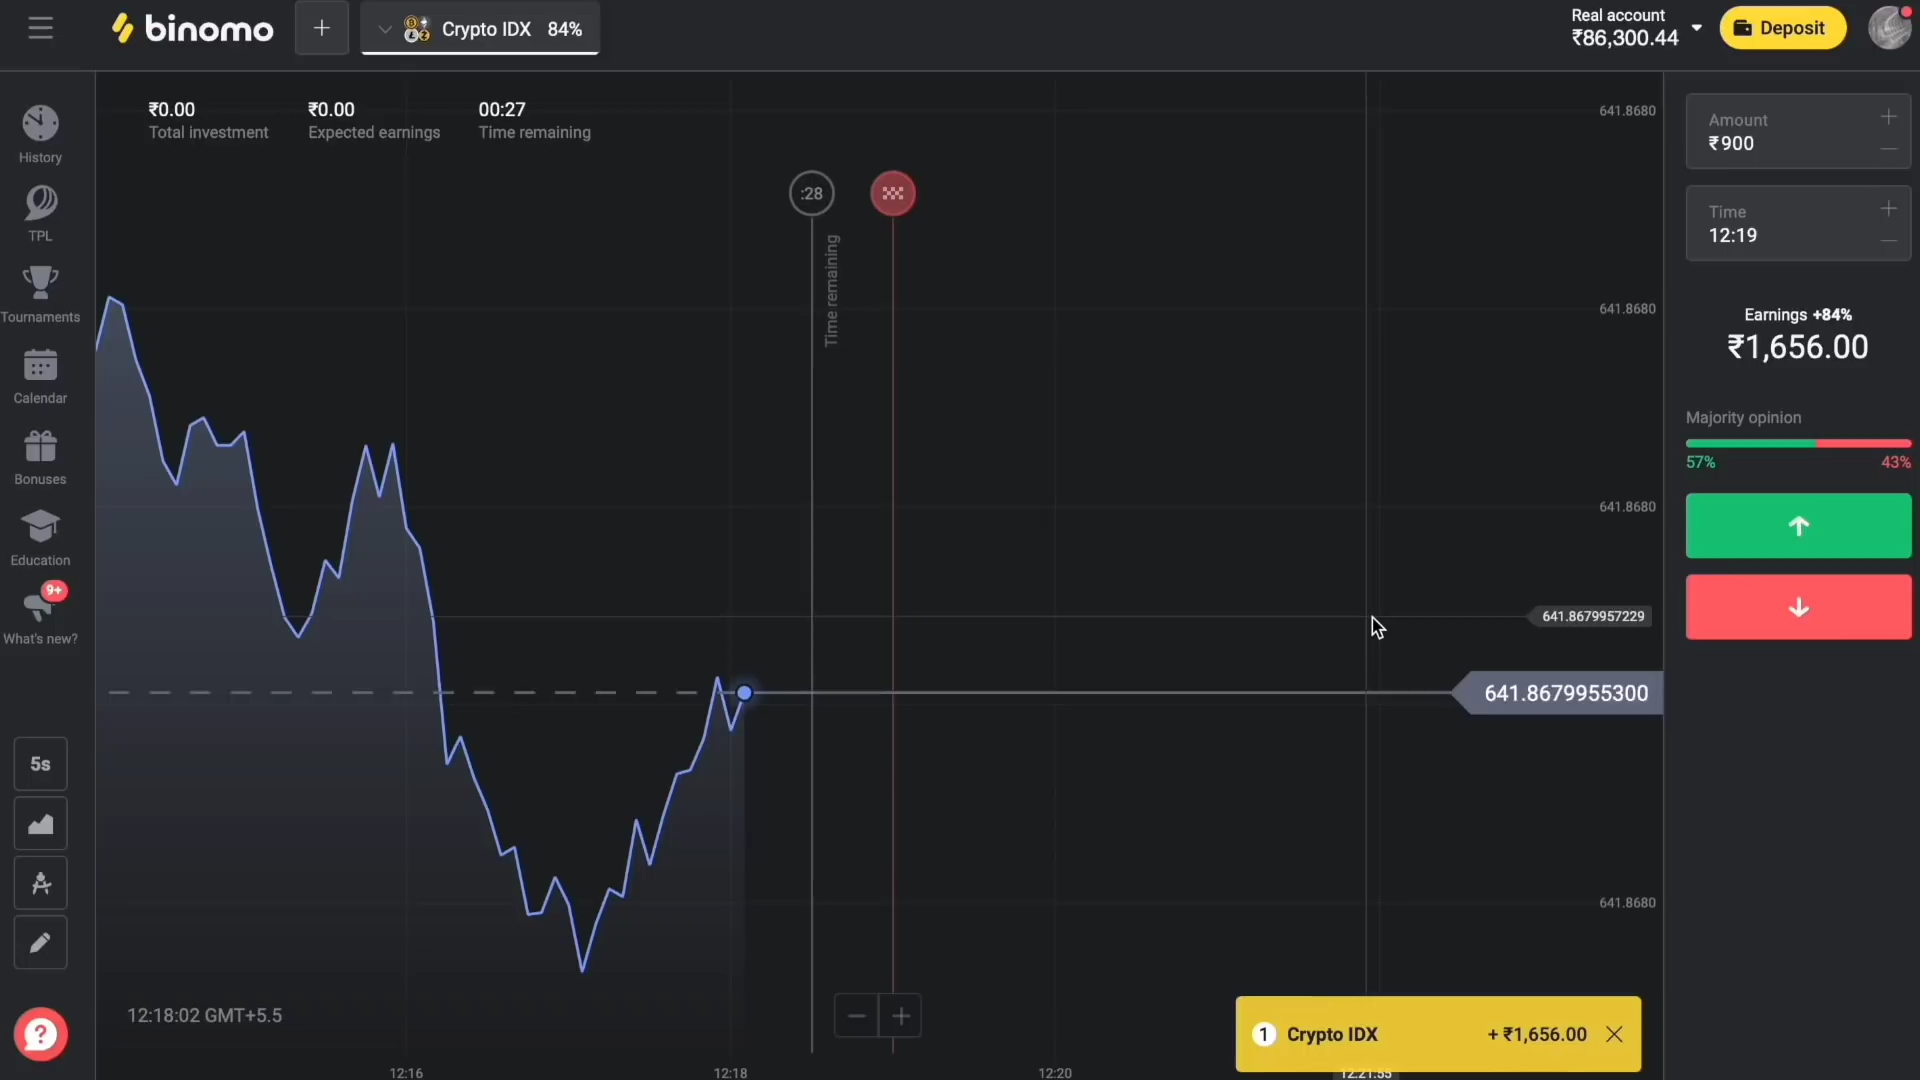 binomo
+
Crypto IDX 84%
Real account
₹86,300.44
Deposit
History
TPL
Tournaments
Calendar
Bonuses
Education
9+
What's new?
5s
?
₹0.00
Total investment
₹0.00
Expected earnings
00:27
Time remaining
:28
Time remaining
641.8680
641.8680
641.8680
641.8679957229
641.8679955300
641.8680
12:18:02 GMT+5.5
12:16
12:18
12:20
12:21:55
1 Crypto IDX + ₹1,656.00
Amount
₹900
Time
12:19
Earnings +84%
₹1,656.00
Majority opinion
57% 43%